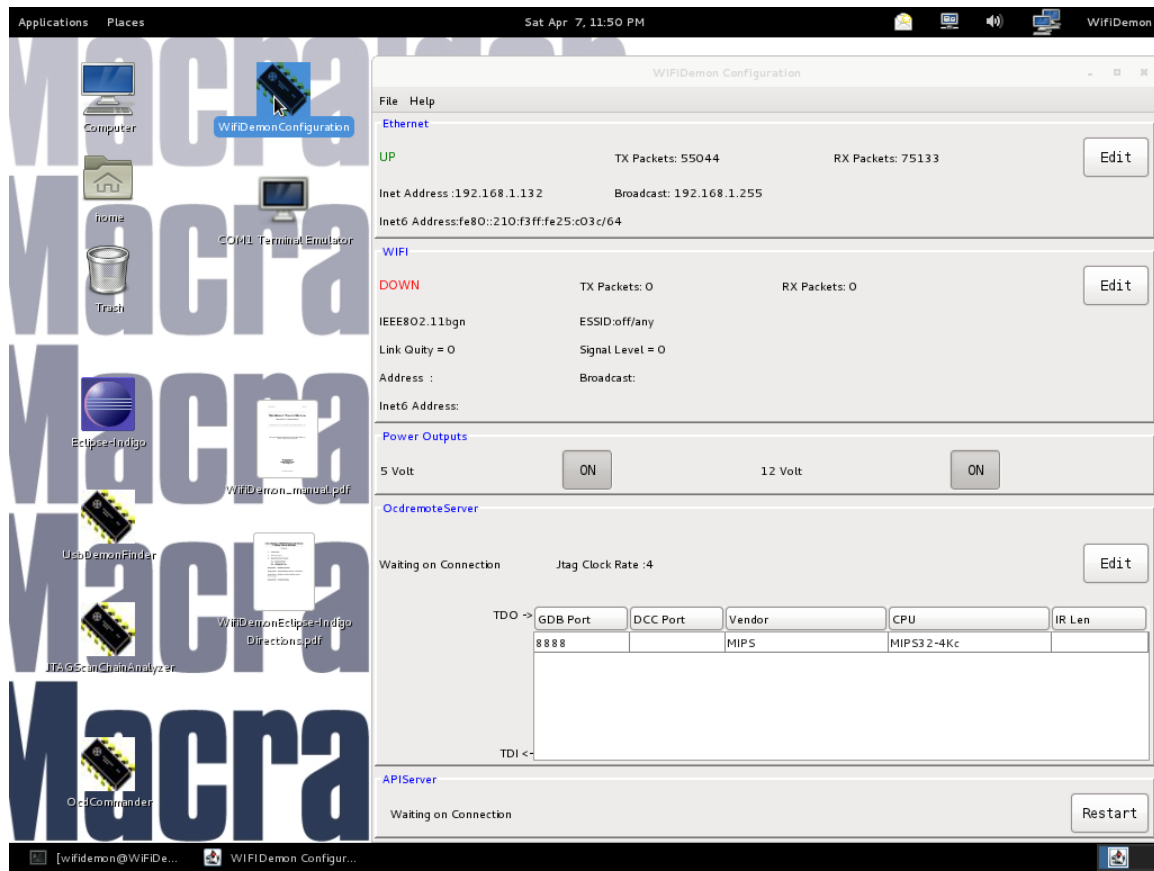 Applications Places Sat Apr 7, 11:50 PM WifiDemon
Computer
WifiDemonConfiguration
home
COM1 Terminal Emulator
Trash
Eclipse-Indigo
WifiDemon_manual.pdf
UsbDemonFinder
WifiDemonEclipse-Indigo
Directions.pdf
JTAGScanChainAnalyzer
OcdCommander
Macra
Macra
Macra
Macra
Macra
WIFIDemon Configuration
File Help
Ethernet
UP TX Packets: 55044 RX Packets: 75133 Edit
Inet Address :192.168.1.132 Broadcast: 192.168.1.255
Inet6 Address:fe80::210:f3ff:fe25:c03c/64
WIFI
DOWN TX Packets: 0 RX Packets: 0 Edit
IEEE802.11bgn ESSID:off/any
Link Quity = 0 Signal Level = 0
Address : Broadcast:
Inet6 Address:
Power Outputs
5 Volt ON 12 Volt ON
OcdremoteServer
Waiting on Connection Jtag Clock Rate :4 Edit
TDO -> GDB Port DCC Port Vendor CPU IR Len
8888 MIPS MIPS32-4Kc
TDI <-
APIServer
Waiting on Connection Restart
[wifidemon@WiFiDe... WIFIDemon Configur...